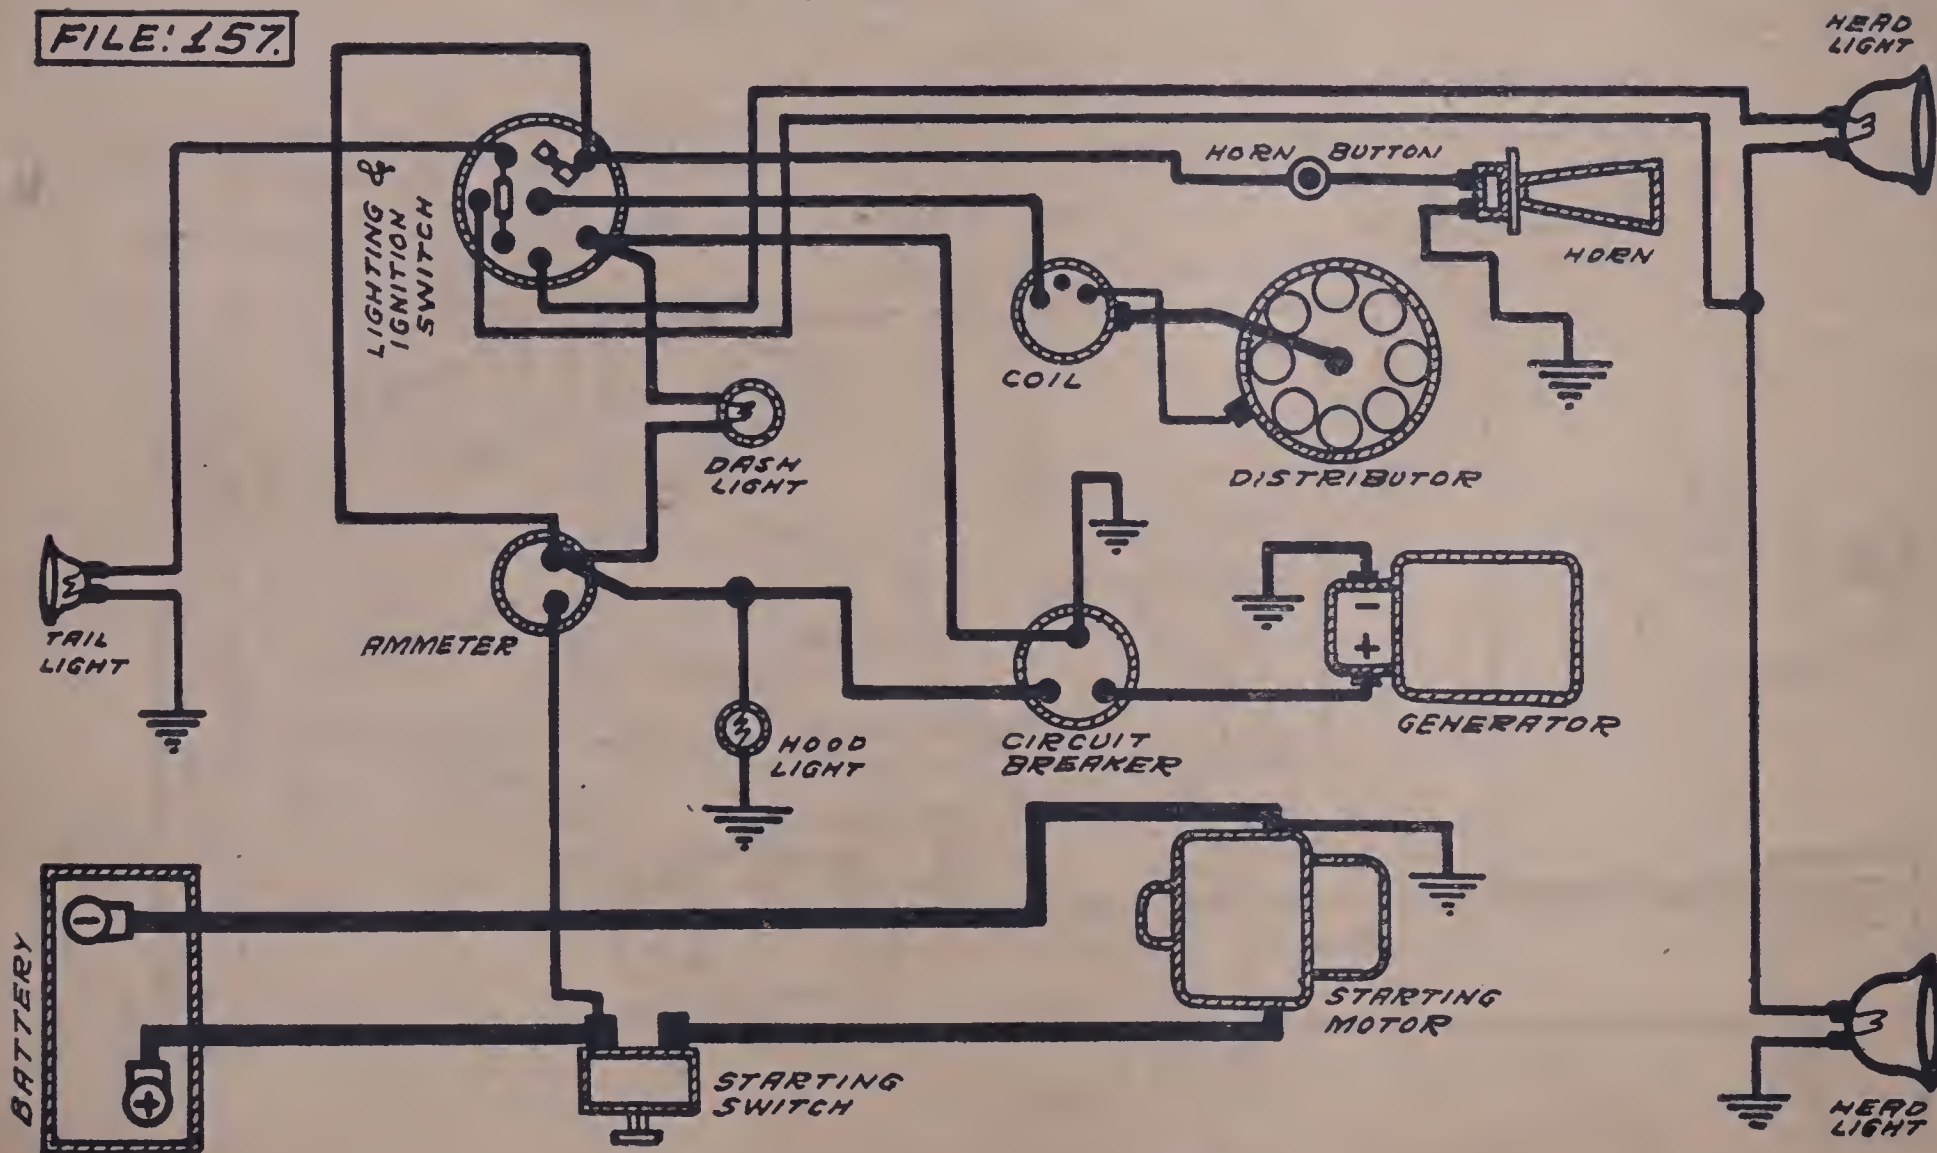 FILE: 157.
HEAD
LIGHT
LIGHTING &
IGNITION
SWITCH
HORN BUTTON
HORN
COIL
DISTRIBUTOR
DASH
LIGHT
TAIL
LIGHT
AMMETER
HOOD
LIGHT
CIRCUIT
BREAKER
-
+
GENERATOR
BATTERY
-
+
STARTING
SWITCH
STARTING
MOTOR
HEAD
LIGHT